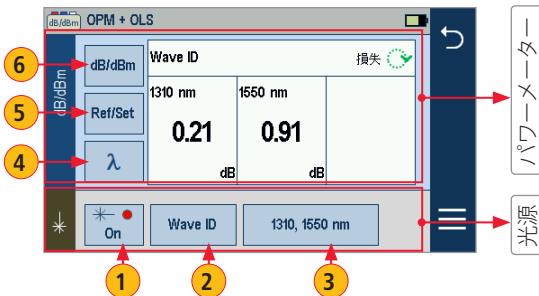 dB/dBm OPM + OLS
dB/dBm
6
dB/dBm
Wave ID
損失
5
Ref/Set
1310 nm
1550 nm
0.21
0.91
4
λ
dB
dB
パワーメーター
On
Wave ID
1310, 1550 nm
光源
1
2
3